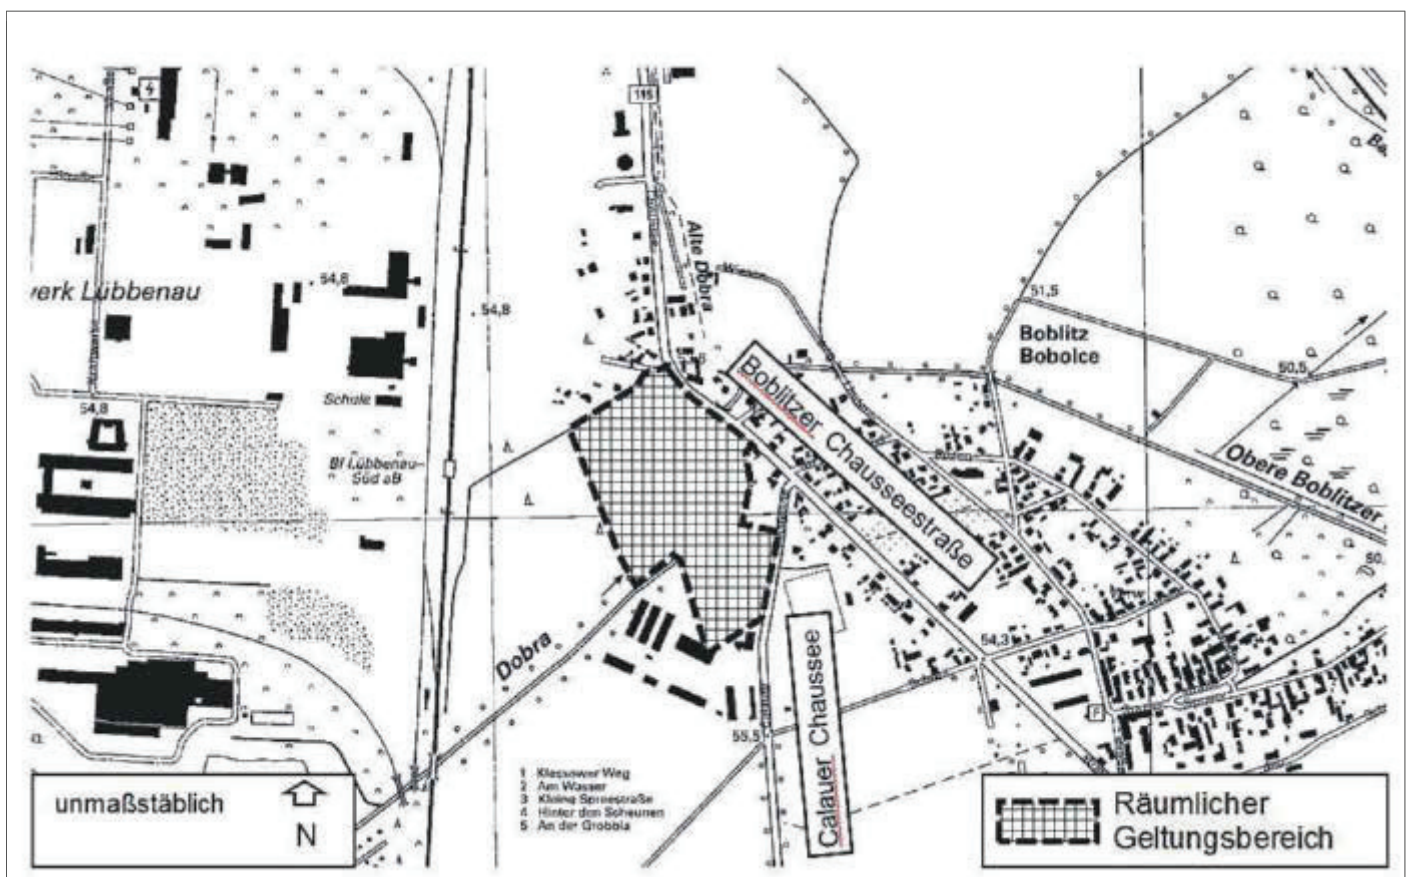 115
Alte Dobra
54,8
werk Lübbenau
54,8
51,5
Boblitz
Bobolce
50,5
Boblitzer Chausseestraße
Schule
54,8
Bf Lübbenau-
Süd aB
Obere Boblitzer
50,
Dobra
54,3
F
55,5
Calauer Chaussee
1 Klessower Weg
2 Am Wasser
3 Kleine Spreestraße
4 Hinter den Scheunen
5 An der Grobbla
unmaßstäblich
N
Räumlicher
Geltungsbereich